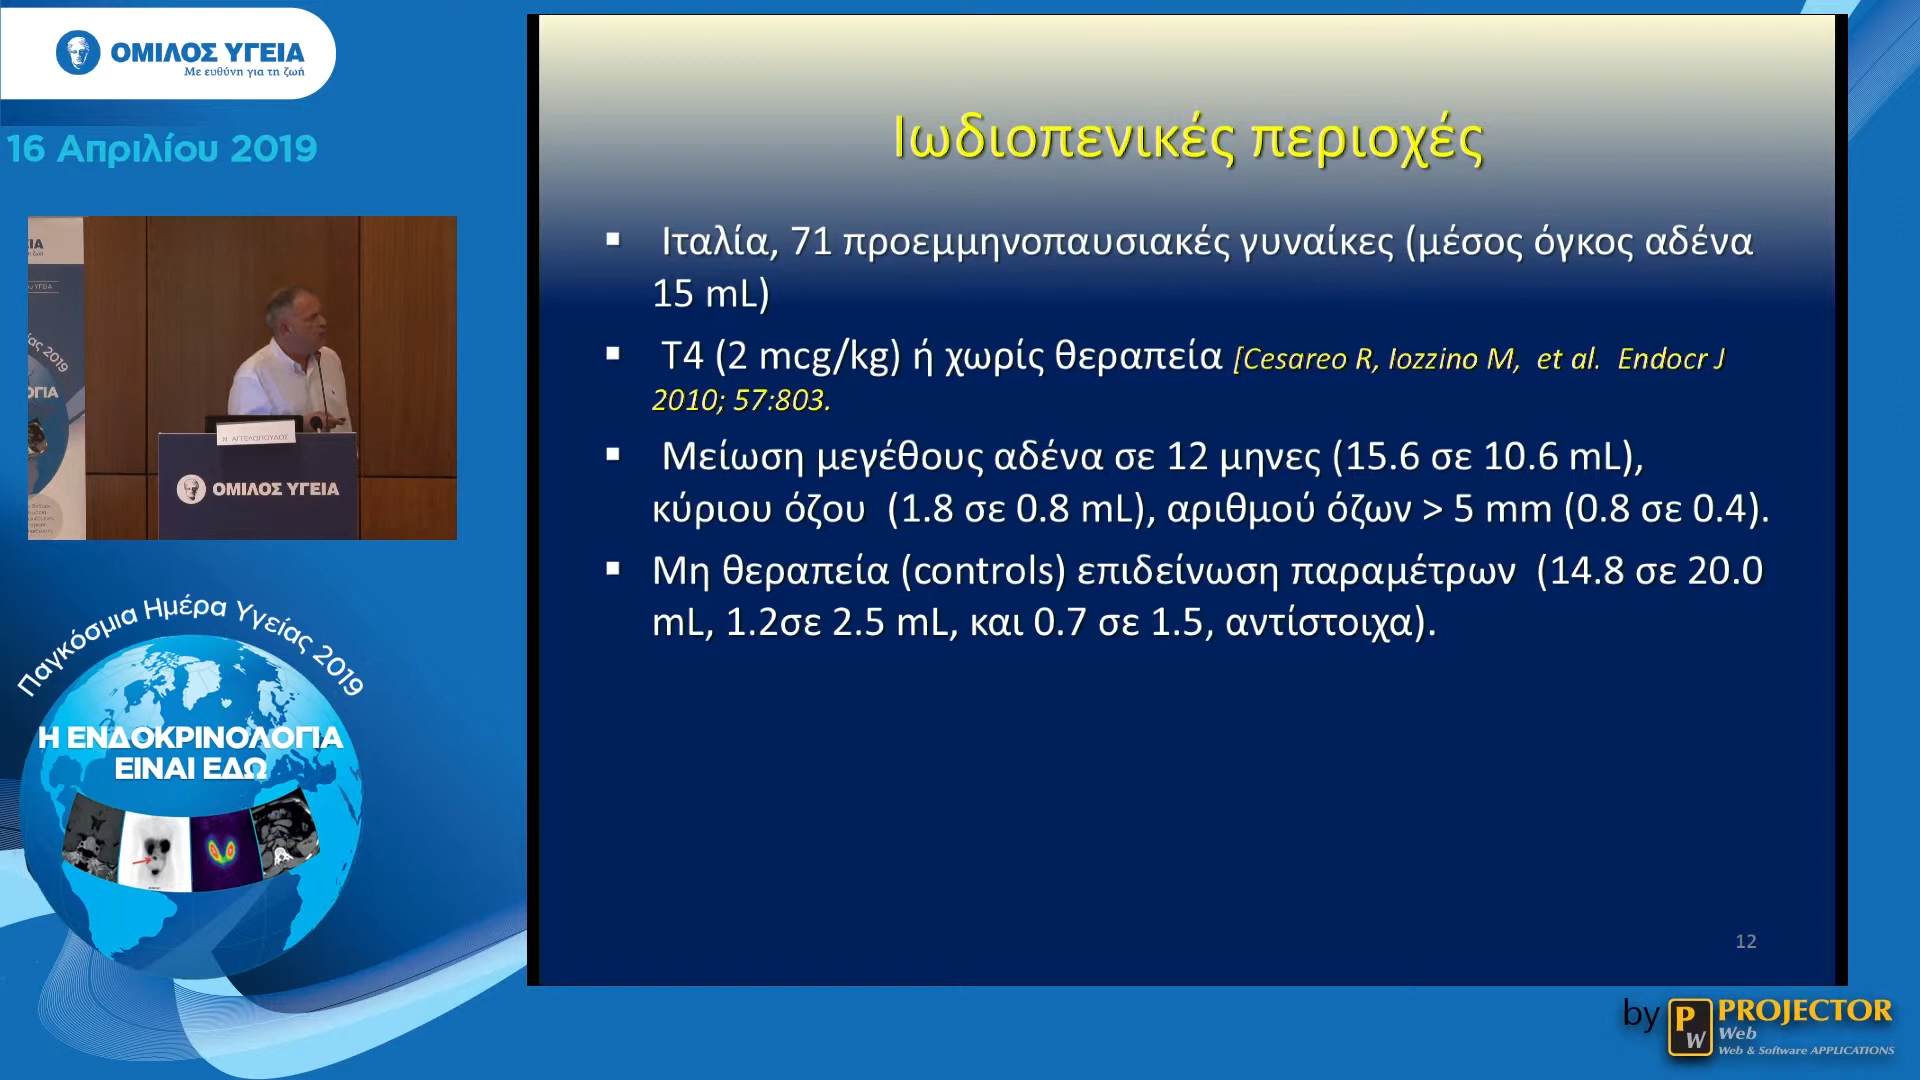 ΟΜΙΛΟΣ ΥΓΕΙΑ
Με ευθύνη για τη ζωή
16 Απριλίου 2019
ΥΓΕΙΑ
Ν. ΑΓΓΕΛΟΠΟΥΛΟΣ
ΟΜΙΛΟΣ ΥΓΕΙΑ
Παγκόσμια Ημέρα Υγείας 2019
Η ΕΝΔΟΚΡΙΝΟΛΟΓΙΑ
ΕΙΝΑΙ ΕΔΩ
Ιωδιοπενικές περιοχές
▪ Ιταλία, 71 προεμμηνοπαυσιακές γυναίκες (μέσος όγκος αδένα
15 mL)
▪ Τ4 (2 mcg/kg) ή χωρίς θεραπεία [Cesareo R, Iozzino M, et al. Endocr J
2010; 57:803.
▪ Μείωση μεγέθους αδένα σε 12 μηνες (15.6 σε 10.6 mL),
κύριου όζου (1.8 σε 0.8 mL), αριθμού όζων > 5 mm (0.8 σε 0.4).
▪ Μη θεραπεία (controls) επιδείνωση παραμέτρων (14.8 σε 20.0
mL, 1.2σε 2.5 mL, και 0.7 σε 1.5, αντίστοιχα).
12
by PW PROJECTOR
Web
Web & Software APPLICATIONS